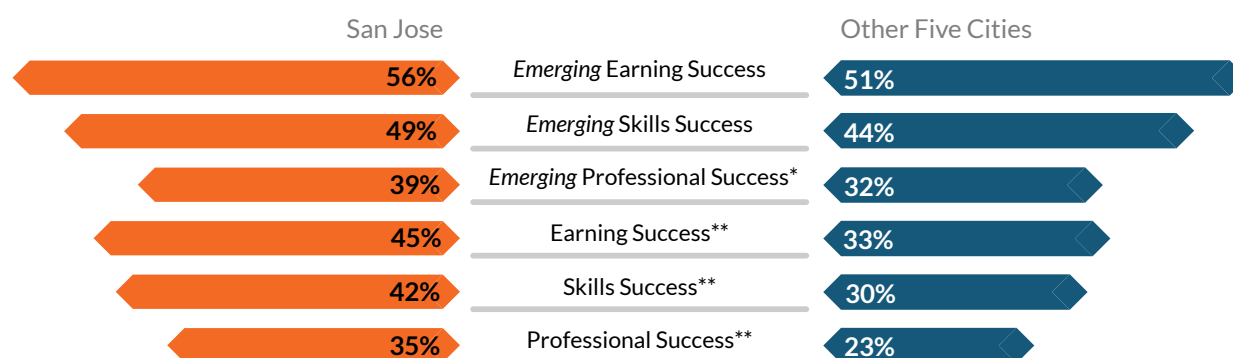 San Jose Other Five Cities
56% Emerging Earning Success 51%
49% Emerging Skills Success 44%
39% Emerging Professional Success* 32%
45% Earning Success** 33%
42% Skills Success** 30%
35% Professional Success** 23%